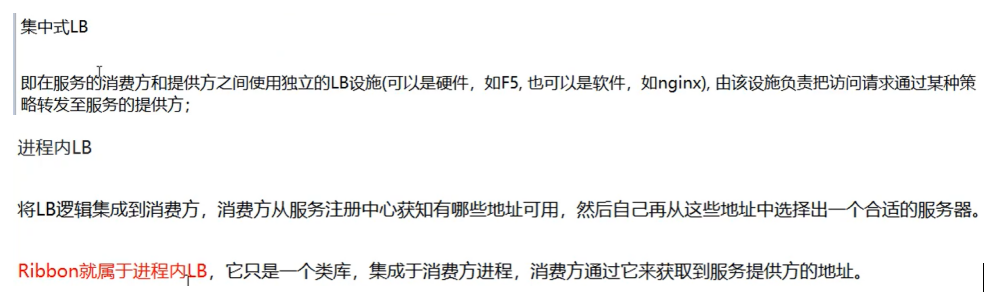 集中式LB
即在服务的消费方和提供方之间使用独立的LB设施(可以是硬件，如F5, 也可以是软件，如nginx), 由该设施负责把访问请求通过某种策
略转发至服务的提供方；
进程内LB
将LB逻辑集成到消费方，消费方从服务注册中心获知有哪些地址可用，然后自己再从这些地址中选择出一个合适的服务器。
Ribbon就属于进程内LB，它只是一个类库，集成于消费方进程，消费方通过它来获取到服务提供方的地址。